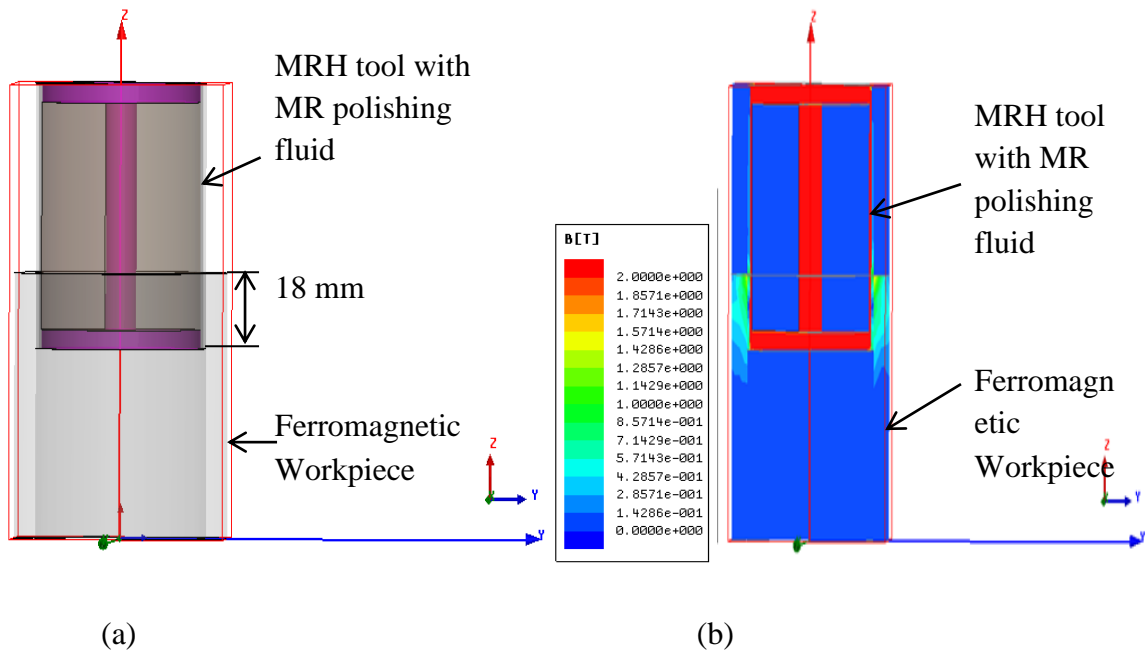 Z
MRH tool with
MR polishing
fluid
18 mm
Ferromagnetic
Workpiece
Z
Y
Y
(a)
Z
MRH tool
with MR
polishing
fluid
B[T]
2.0000e+000
1.8571e+000
1.7143e+000
1.5714e+000
1.4286e+000
1.2857e+000
1.1429e+000
1.0000e+000
8.5714e-001
7.1429e-001
5.7143e-001
4.2857e-001
2.8571e-001
1.4286e-001
0.0000e+000
Ferromagn
etic
Workpiece
Z
Y
Y
(b)